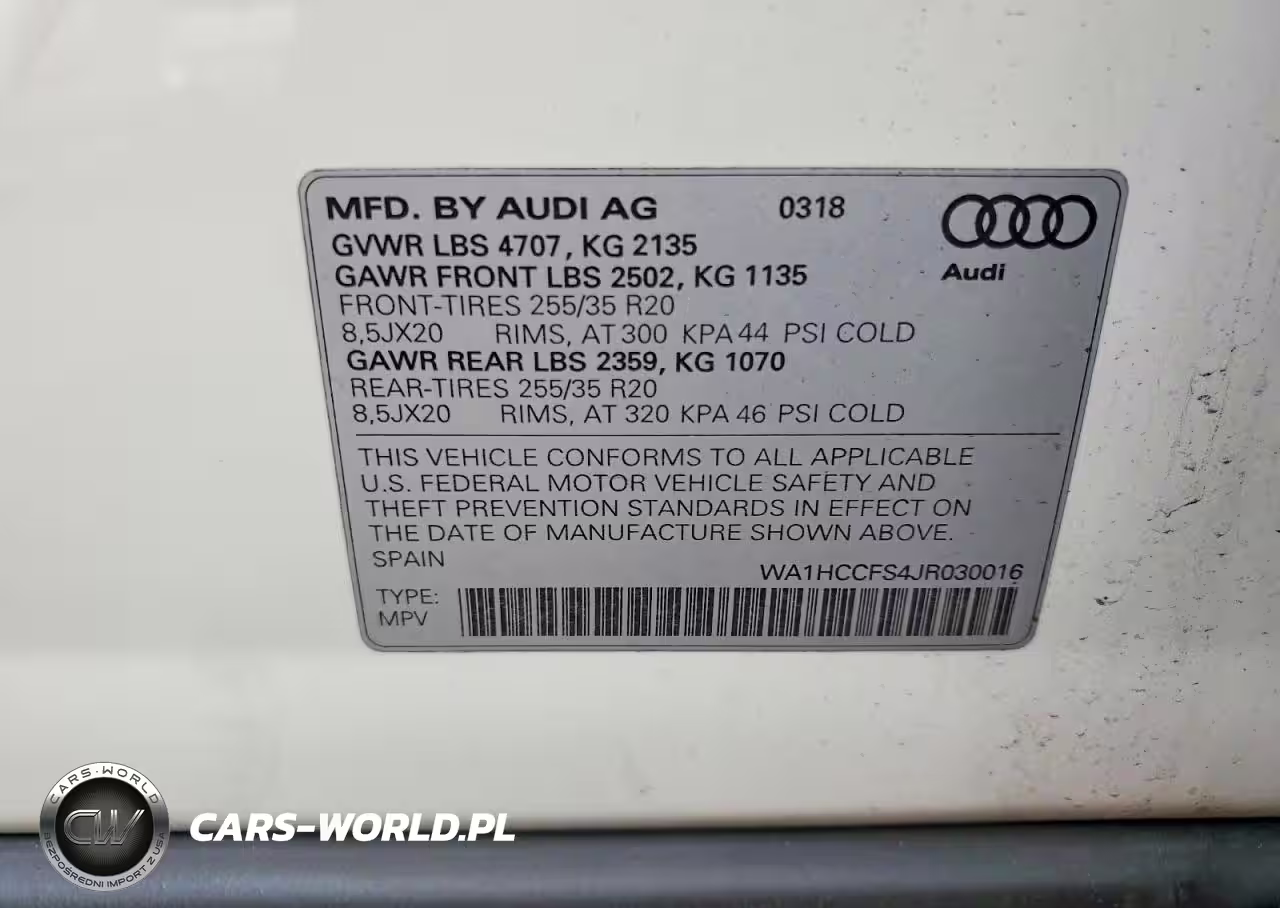 MFD. BY AUDI AG 0318
Audi
GVWR LBS 4707, KG 2135
GAWR FRONT LBS 2502, KG 1135
FRONT-TIRES 255/35 R20
8,5JX20 RIMS, AT 300 KPA 44 PSI COLD
GAWR REAR LBS 2359, KG 1070
REAR-TIRES 255/35 R20
8,5JX20 RIMS, AT 320 KPA 46 PSI COLD
THIS VEHICLE CONFORMS TO ALL APPLICABLE
U.S. FEDERAL MOTOR VEHICLE SAFETY AND
THEFT PREVENTION STANDARDS IN EFFECT ON
THE DATE OF MANUFACTURE SHOWN ABOVE.
SPAIN
WA1HCCFS4JR030016
TYPE:
MPV
CARS-WORLD
CW
BEZPOŚREDNI IMPORT Z USA
CARS-WORLD.PL